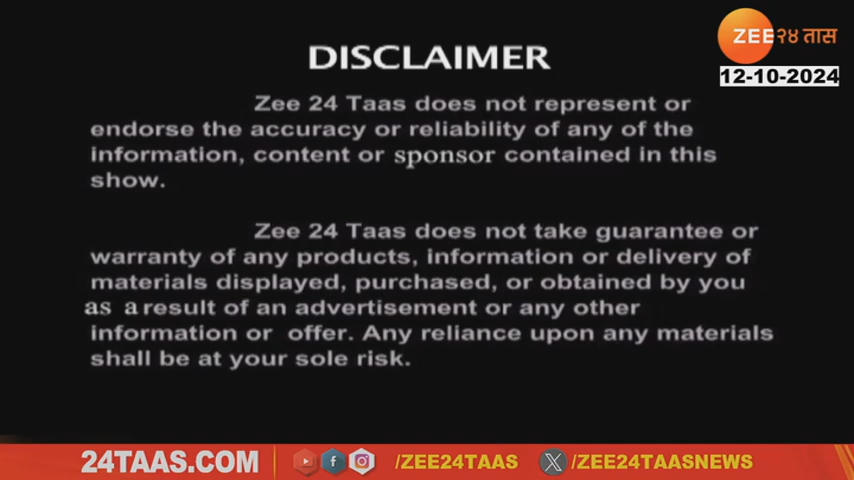 ZEE २४ तास
12-10-2024
DISCLAIMER
Zee 24 Taas does not represent or
endorse the accuracy or reliability of any of the
information, content or sponsor contained in this
show.
Zee 24 Taas does not take guarantee or
warranty of any products, information or delivery of
materials displayed, purchased, or obtained by you
as a result of an advertisement or any other
information or offer. Any reliance upon any materials
shall be at your sole risk.
24TAAS.COM /ZEE24TAAS /ZEE24TAASNEWS